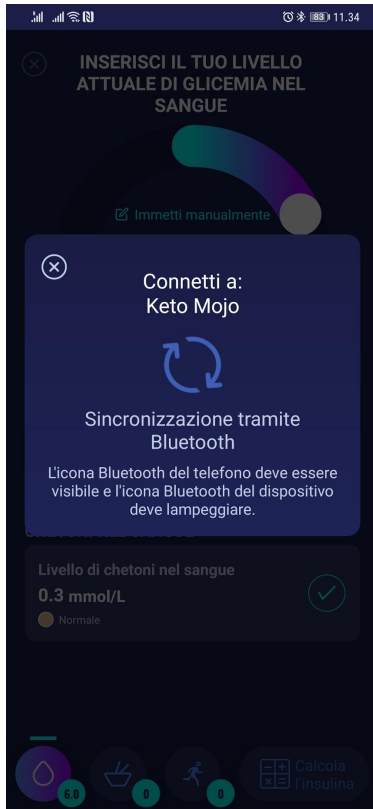 83 11.34
INSERISCI IL TUO LIVELLO
ATTUALE DI GLICEMIA NEL
SANGUE
Immetti manualmente
Connetti a:
Keto Mojo
Sincronizzazione tramite
Bluetooth
L'icona Bluetooth del telefono deve essere
visibile e l'icona Bluetooth del dispositivo
deve lampeggiare.
Livello di chetoni nel sangue
0.3 mmol/L
Normale
6.0
0
0
Calcola
l'insulina